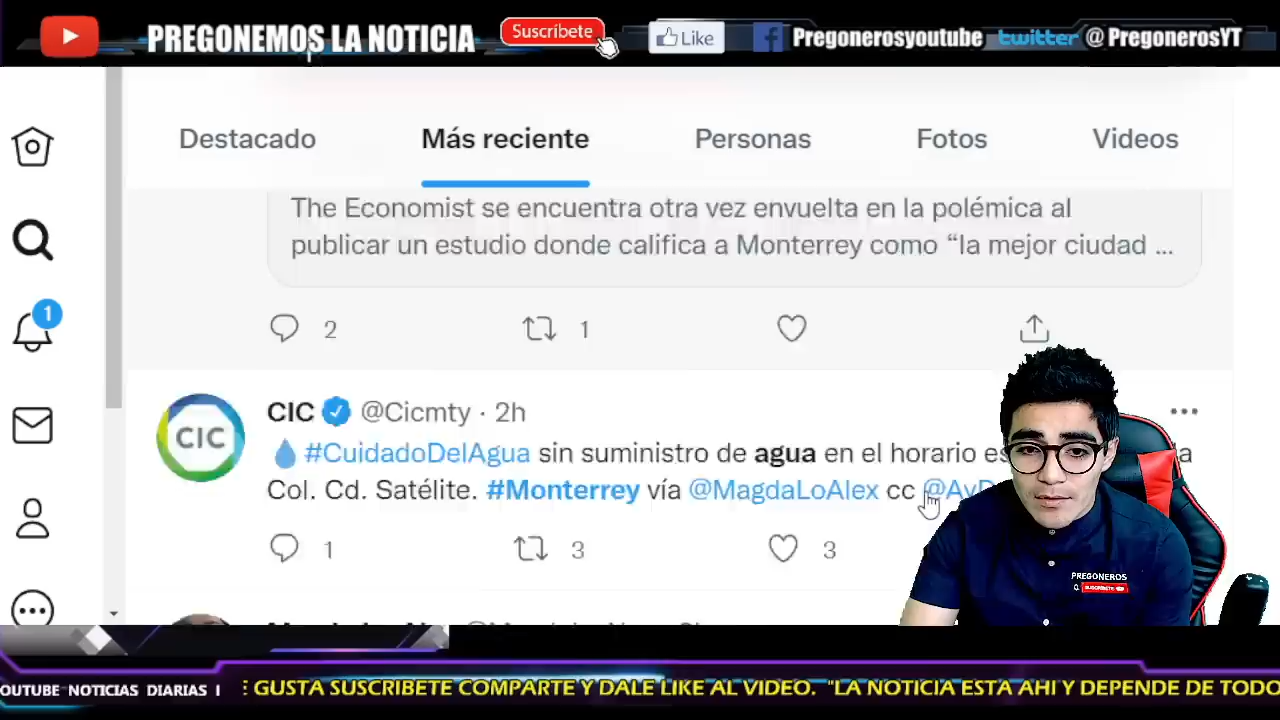 PREGONEMOS LA NOTICIA
Suscríbete
Like
Pregonerosyoutube
twitter @PregonerosYT
Destacado
Más reciente
Personas
Fotos
Videos
The Economist se encuentra otra vez envuelta en la polémica al
publicar un estudio donde califica a Monterrey como “la mejor ciudad ...
2
1
1
CIC @Cicmty · 2h
CIC
#CuidadoDelAgua sin suministro de agua en el horario
Col. Cd. Satélite. #Monterrey vía @MagdaLoAlex cc
1
3
3
PREGONEROS
SUSCRIBETE
OUTUBE NOTICIAS DIARIAS
GUSTA SUSCRIBETE COMPARTE Y DALE LIKE AL VIDEO. "LA NOTICIA ESTA AHI Y DEPENDE DE TODO